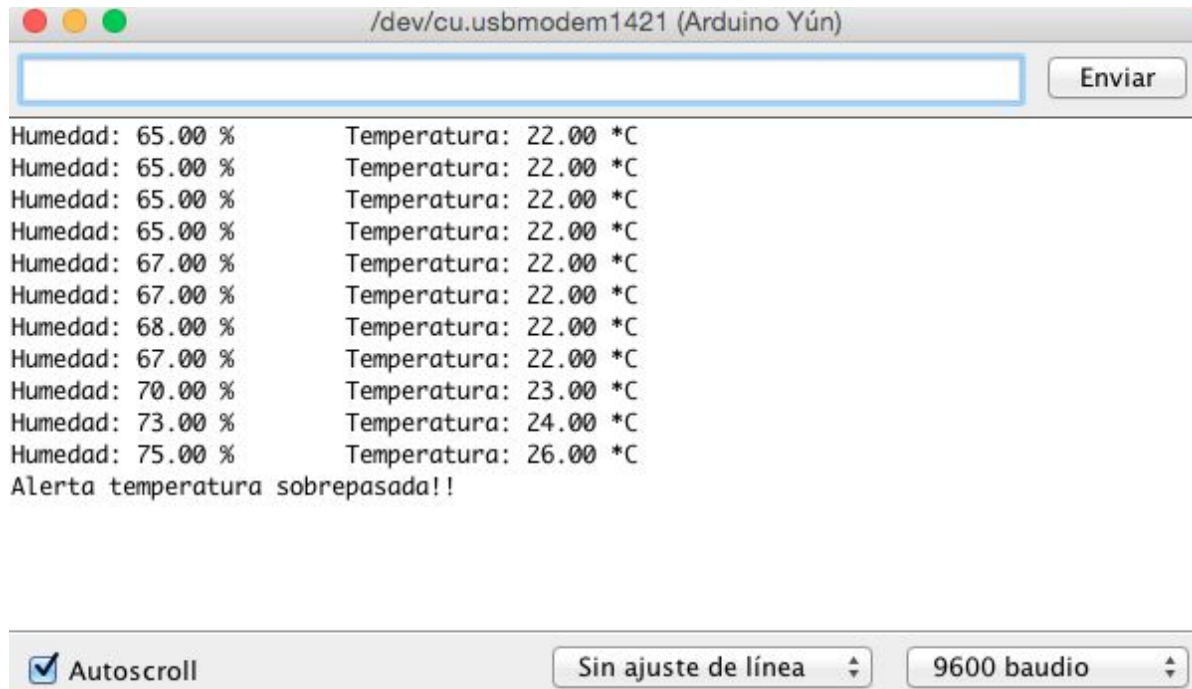 /dev/cu.usbmodem1421 (Arduino Yún)
Enviar
Humedad: 65.00 % Temperatura: 22.00 *C
Humedad: 65.00 % Temperatura: 22.00 *C
Humedad: 65.00 % Temperatura: 22.00 *C
Humedad: 65.00 % Temperatura: 22.00 *C
Humedad: 67.00 % Temperatura: 22.00 *C
Humedad: 67.00 % Temperatura: 22.00 *C
Humedad: 68.00 % Temperatura: 22.00 *C
Humedad: 67.00 % Temperatura: 22.00 *C
Humedad: 70.00 % Temperatura: 23.00 *C
Humedad: 73.00 % Temperatura: 24.00 *C
Humedad: 75.00 % Temperatura: 26.00 *C
Alerta temperatura sobrepasada!!
Autoscroll Sin ajuste de línea 9600 baudio